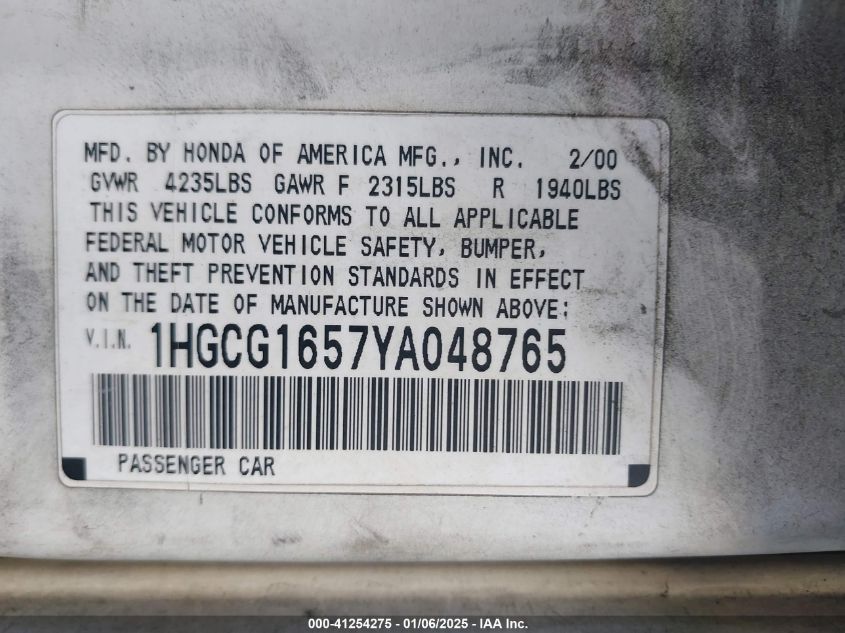 MFD. BY HONDA OF AMERICA MFG., INC. 2/00
GVWR 4235LBS GAWR F 2315LBS R 1940LBS
THIS VEHICLE CONFORMS TO ALL APPLICABLE
FEDERAL MOTOR VEHICLE SAFETY, BUMPER,
AND THEFT PREVENTION STANDARDS IN EFFECT
ON THE DATE OF MANUFACTURE SHOWN ABOVE:
V.I.N. 1HGCG1657YA048765
PASSENGER CAR
000-41254275 - 01/06/2025 - IAAI.com